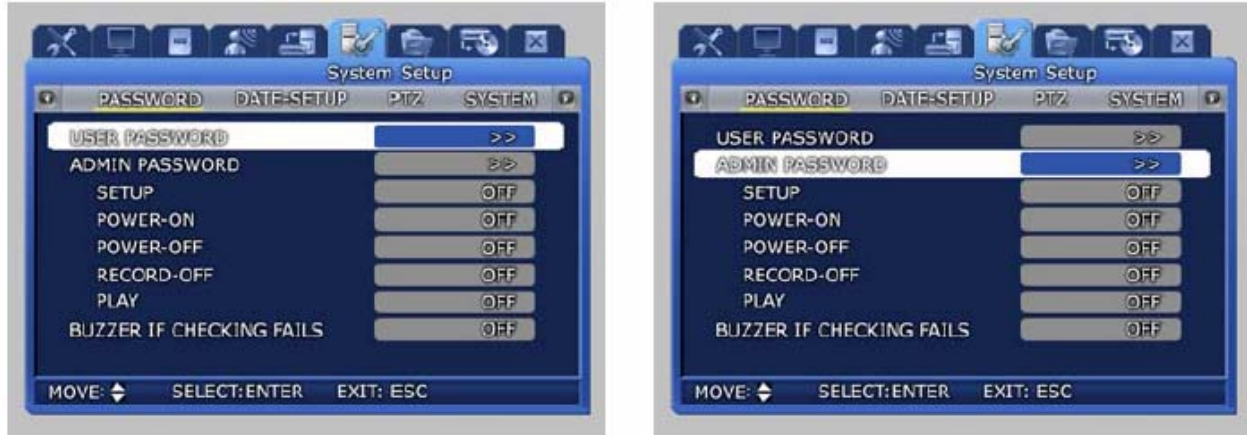 System Setup
PASSWORD DATE-SETUP PTZ SYSTEM
USER PASSWORD >>
ADMIN PASSWORD >>
SETUP OFF
POWER-ON OFF
POWER-OFF OFF
RECORD-OFF OFF
PLAY OFF
BUZZER IF CHECKING FAILS OFF
MOVE: SELECT:ENTER EXIT: ESC
System Setup
PASSWORD DATE-SETUP PTZ SYSTEM
USER PASSWORD >>
ADMIN PASSWORD >>
SETUP OFF
POWER-ON OFF
POWER-OFF OFF
RECORD-OFF OFF
PLAY OFF
BUZZER IF CHECKING FAILS OFF
MOVE: SELECT:ENTER EXIT: ESC